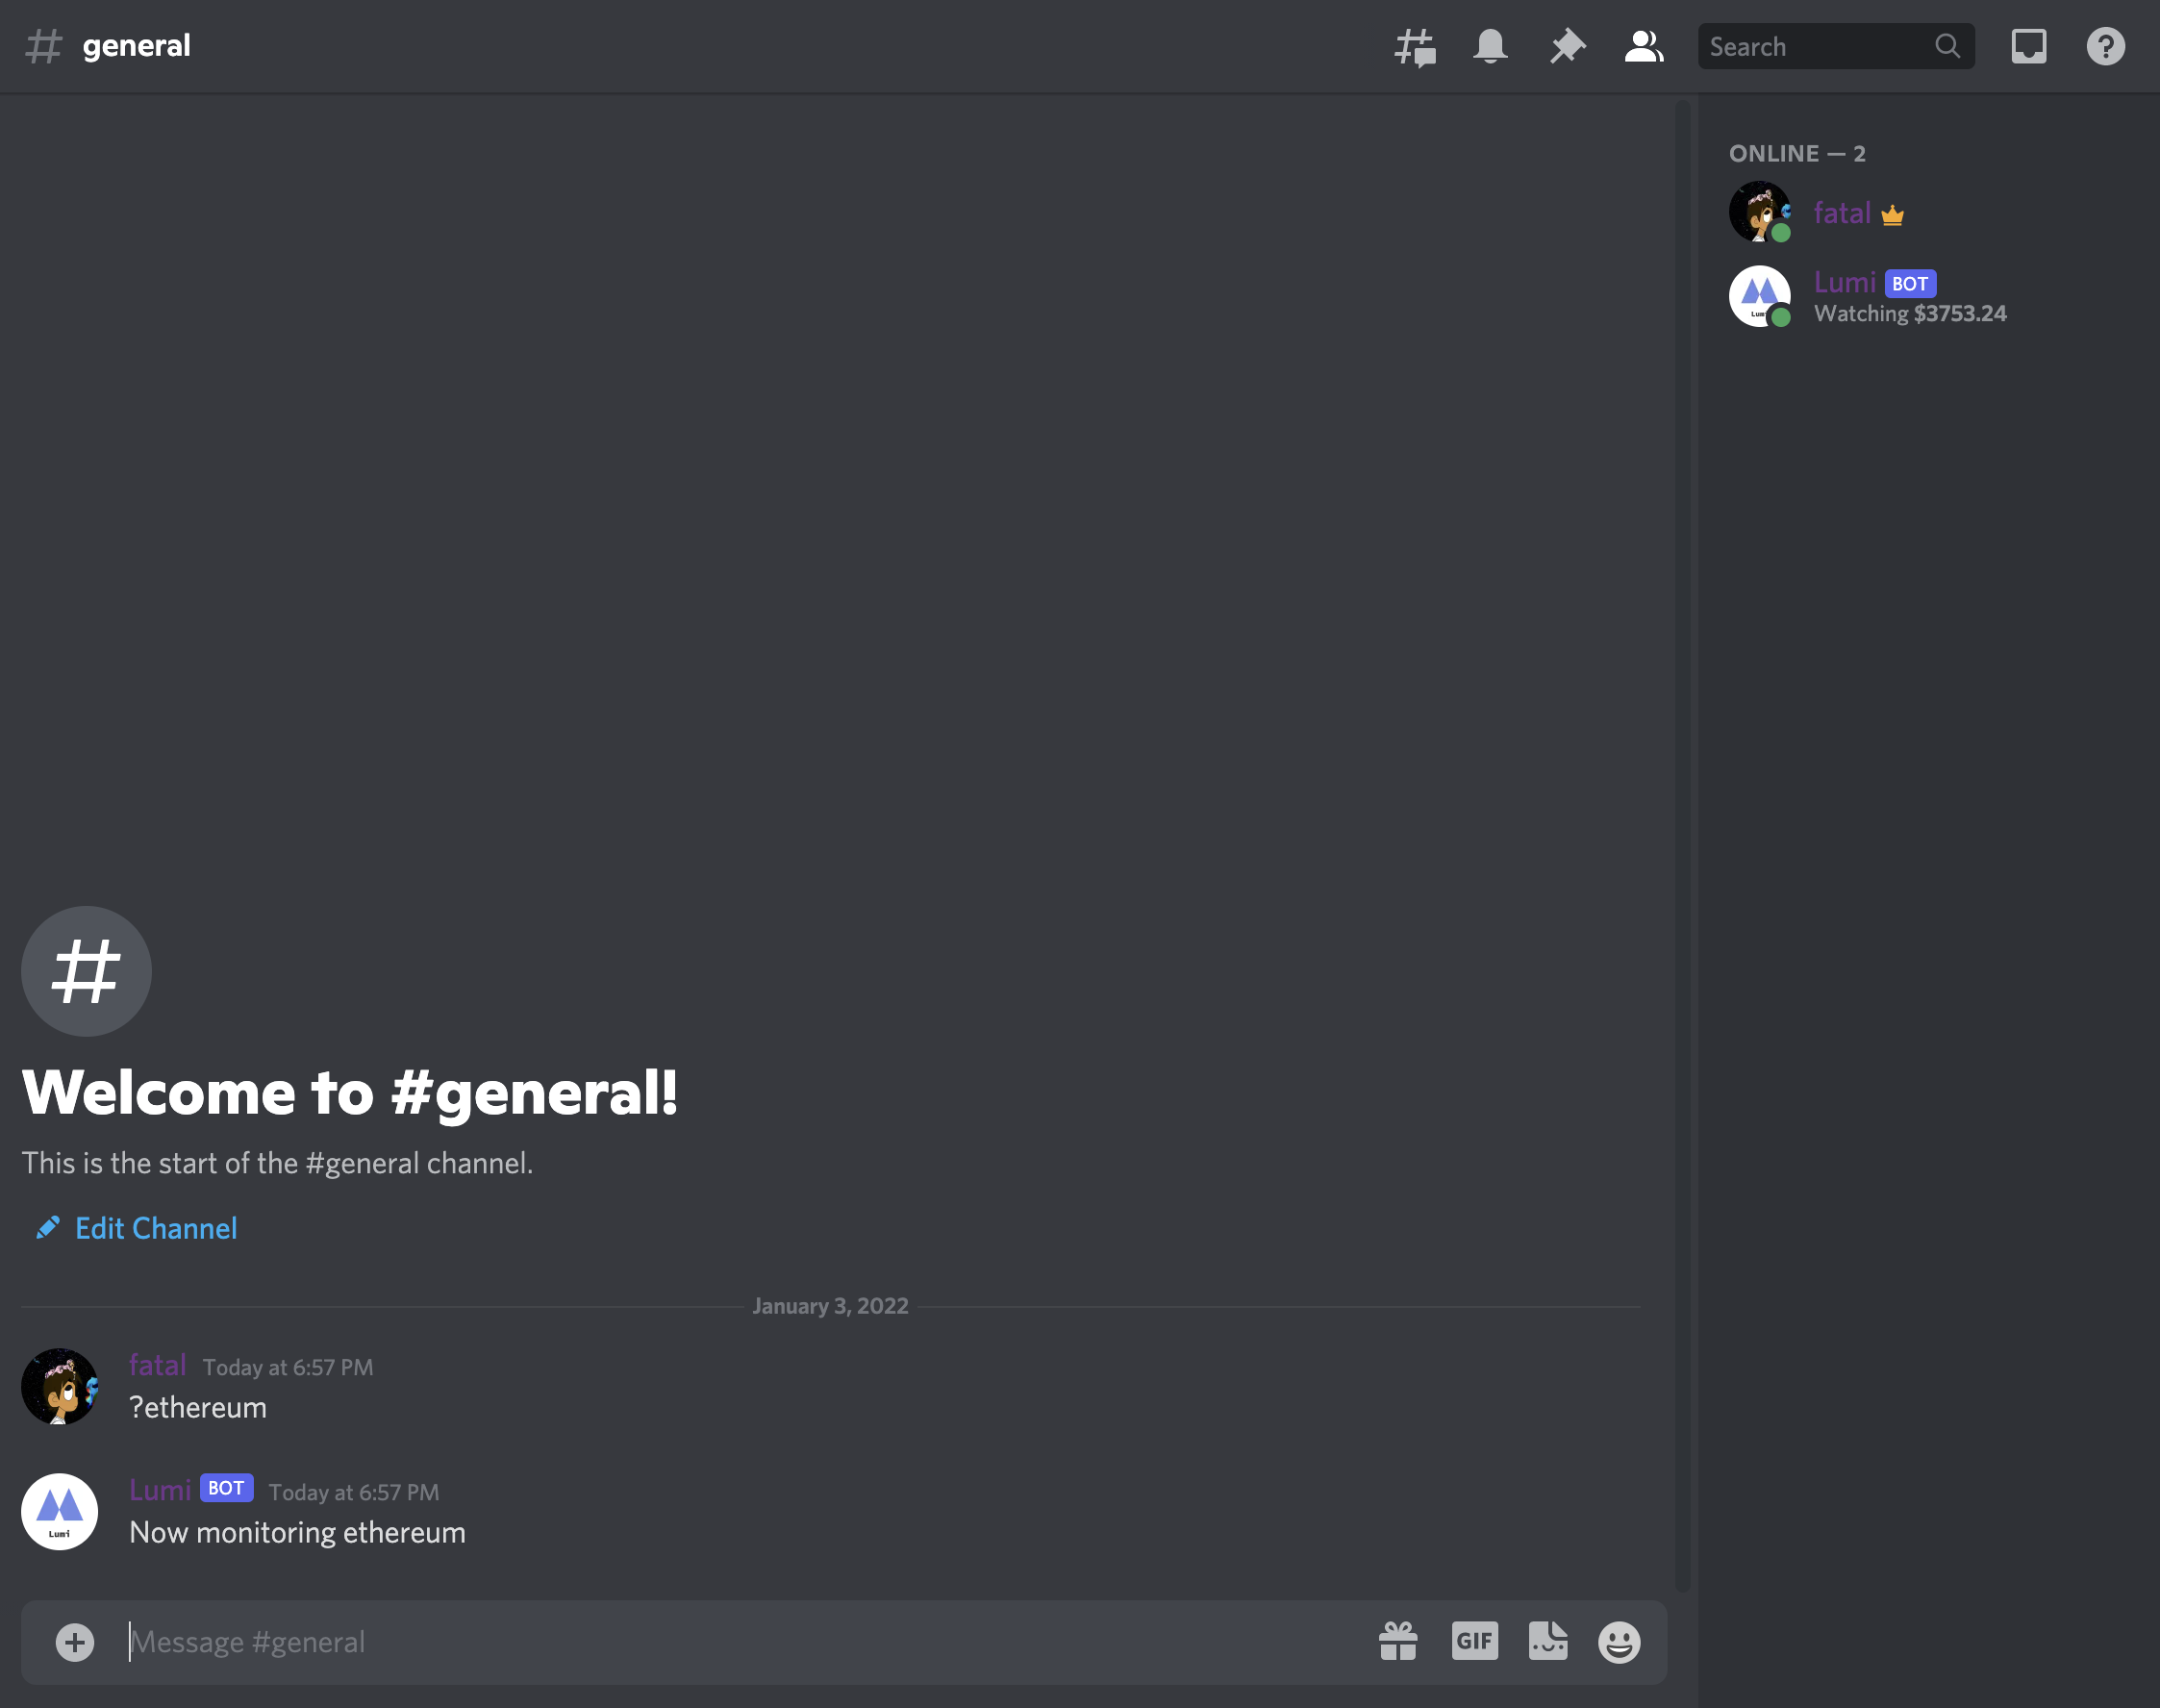 general
Search
ONLINE — 2
fatal
Lumi BOT
Watching $3753.24
Lumi
Welcome to #general!
This is the start of the #general channel.
Edit Channel
January 3, 2022
fatal Today at 6:57 PM
?ethereum
Lumi BOT Today at 6:57 PM
Now monitoring ethereum
Lumi
Message #general
GIF